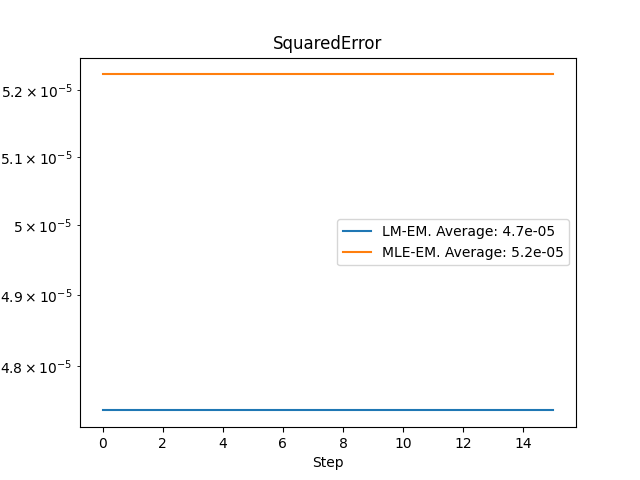 SquaredError
5.2 × 10⁻⁵
5.1 × 10⁻⁵
5 × 10⁻⁵
4.9 × 10⁻⁵
4.8 × 10⁻⁵
LM-EM. Average: 4.7e-05
MLE-EM. Average: 5.2e-05
0 2 4 6 8 10 12 14
Step